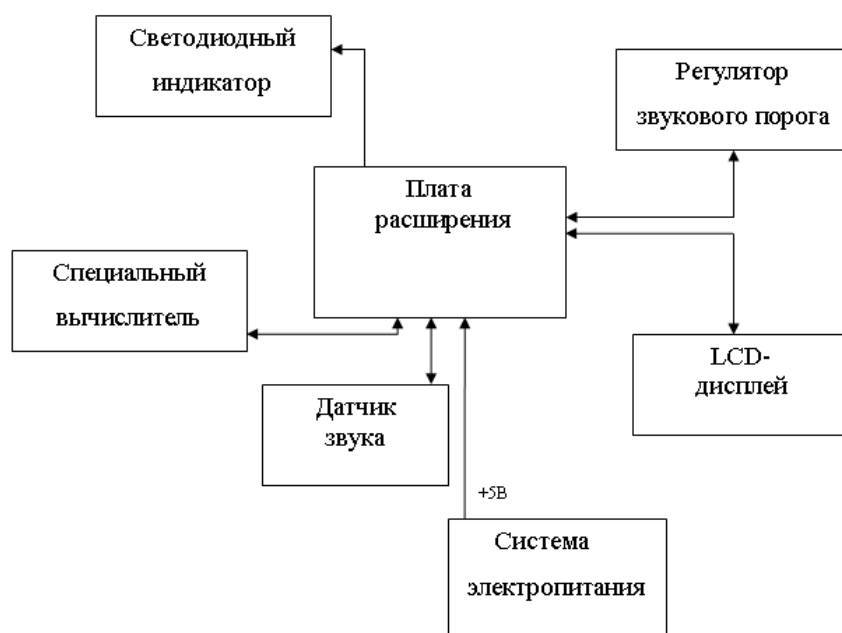 Светодиодный
индикатор
Регулятор
звукового порога
Плата
расширения
Специальный
вычислитель
LCD-
дисплей
Датчик
звука
+5В
Система
электропитания